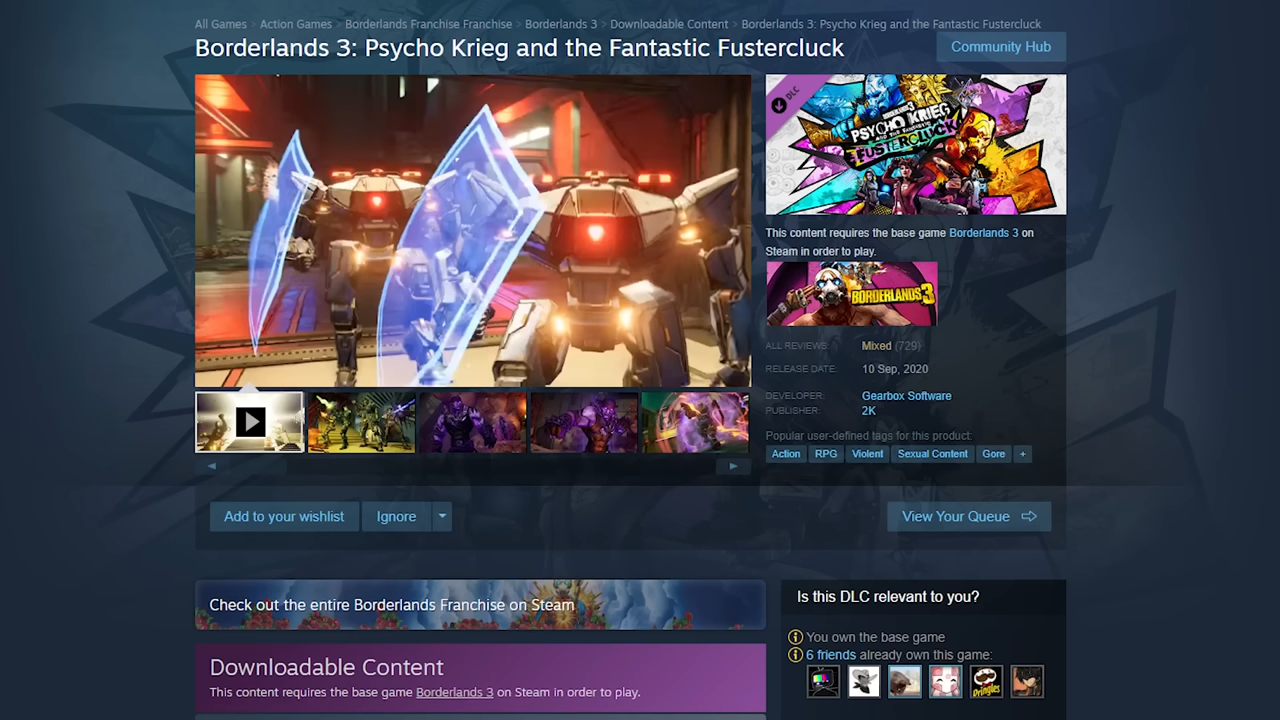 All Games > Action Games > Borderlands Franchise Franchise > Borderlands 3 > Downloadable Content > Borderlands 3: Psycho Krieg and the Fantastic Fustercluck
Borderlands 3: Psycho Krieg and the Fantastic Fustercluck
Community Hub
DLC
BORDERLANDS 3
PSYCHO KRIEG
AND THE FANTASTIC
FUSTERCLUCK
This content requires the base game Borderlands 3 on
Steam in order to play.
BORDERLANDS 3
ALL REVIEWS: Mixed (729)
RELEASE DATE: 10 Sep, 2020
DEVELOPER: Gearbox Software
PUBLISHER: 2K
Popular user-defined tags for this product:
Action RPG Violent Sexual Content Gore +
Add to your wishlist Ignore View Your Queue
Check out the entire Borderlands Franchise on Steam
Is this DLC relevant to you?
You own the base game
6 friends already own this game:
Pringles
Downloadable Content
This content requires the base game Borderlands 3 on Steam in order to play.